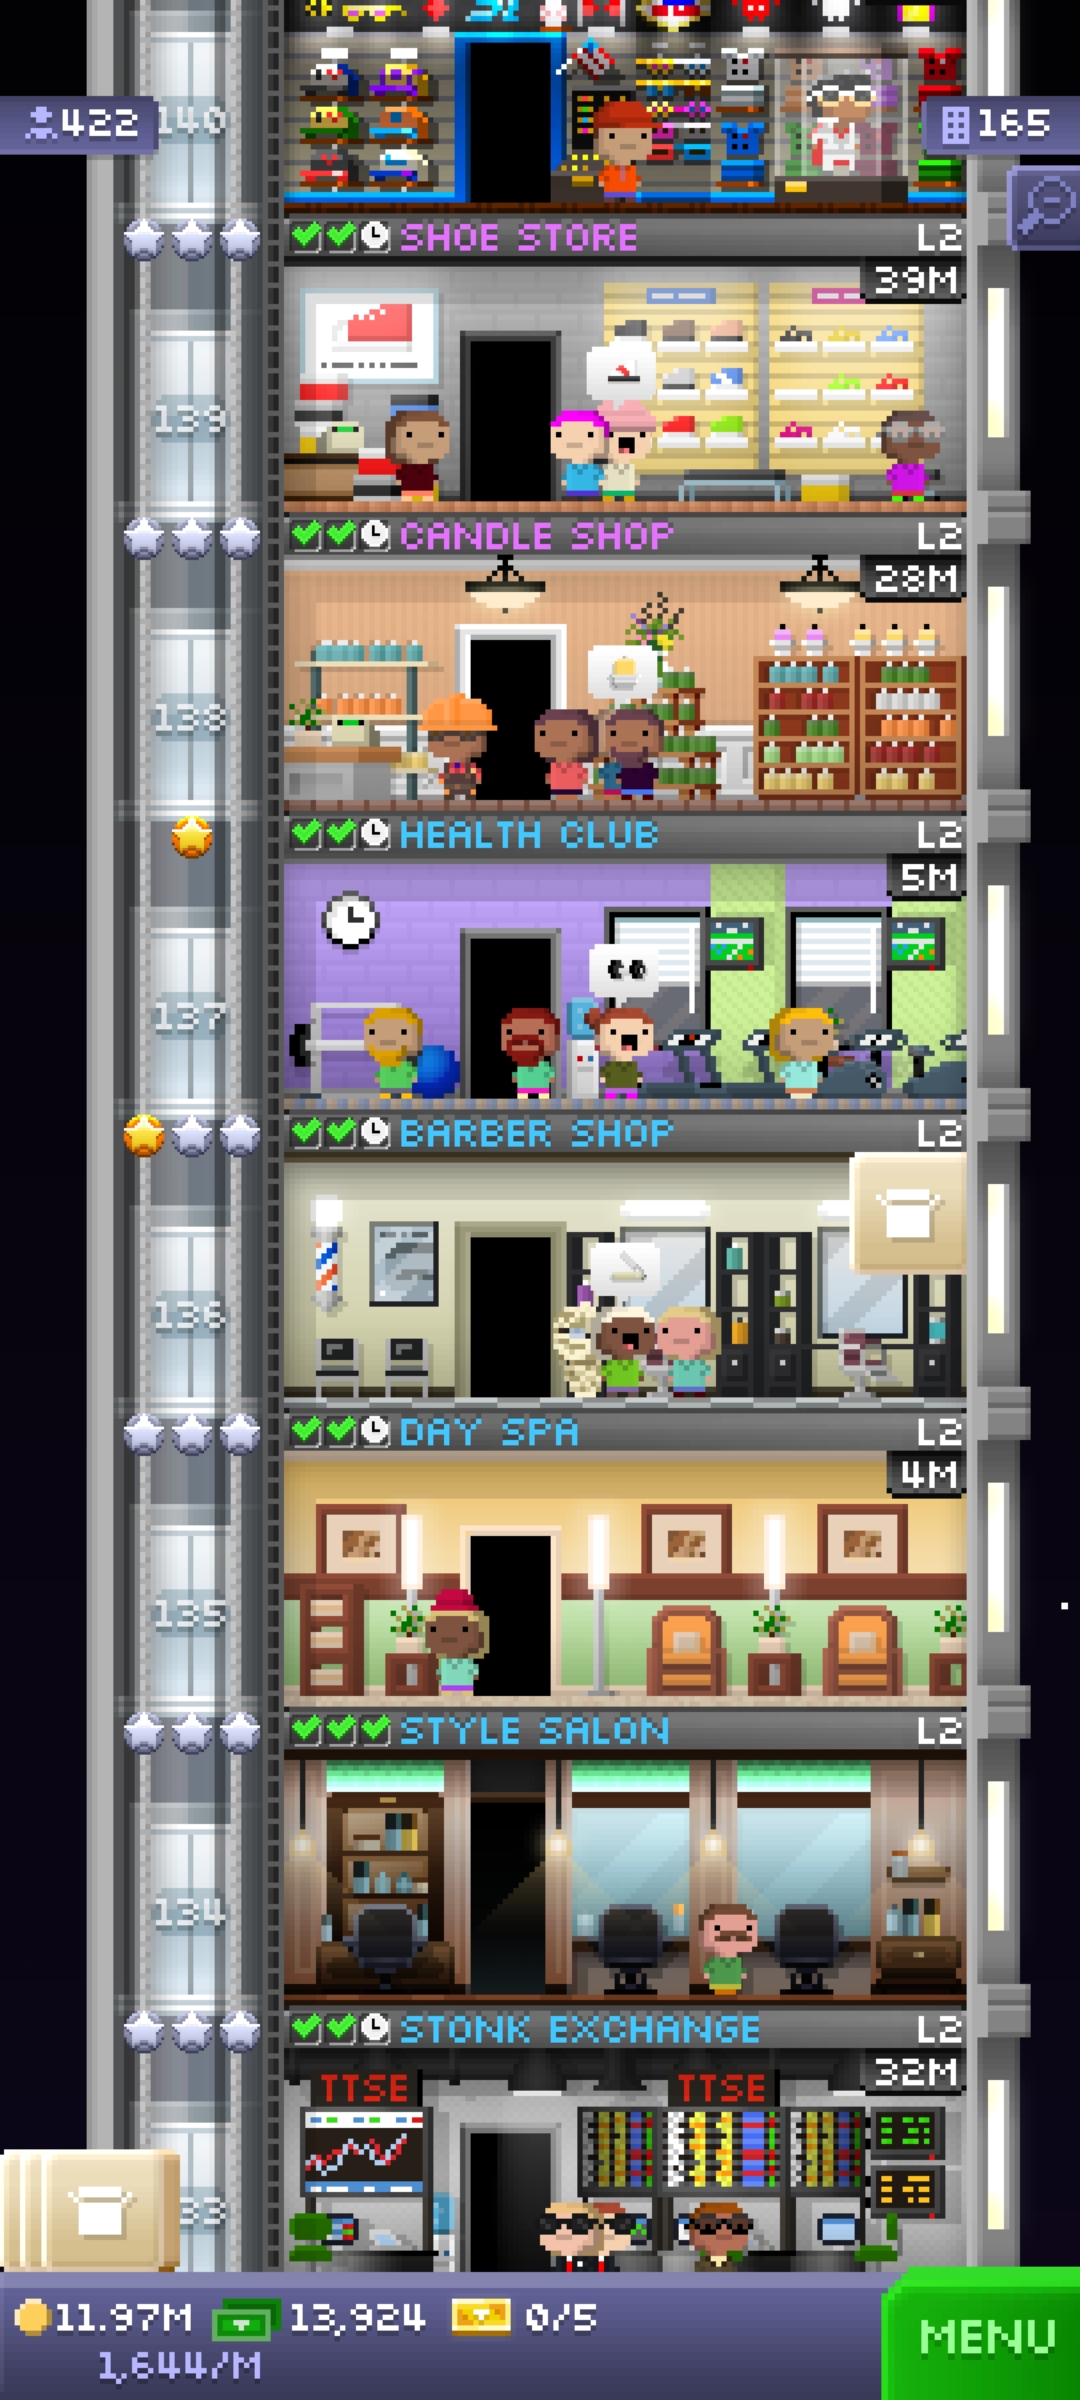 422
140
165
SHOE STORE
L2
39M
139
CANDLE SHOP
L2
28M
138
HEALTH CLUB
L2
5M
137
BARBER SHOP
L2
136
DAY SPA
L2
4M
135
STYLE SALON
L2
134
STONK EXCHANGE
L2
32M
TTSE
TTSE
33
11.97M
13,924
0/5
1,644/M
MENU